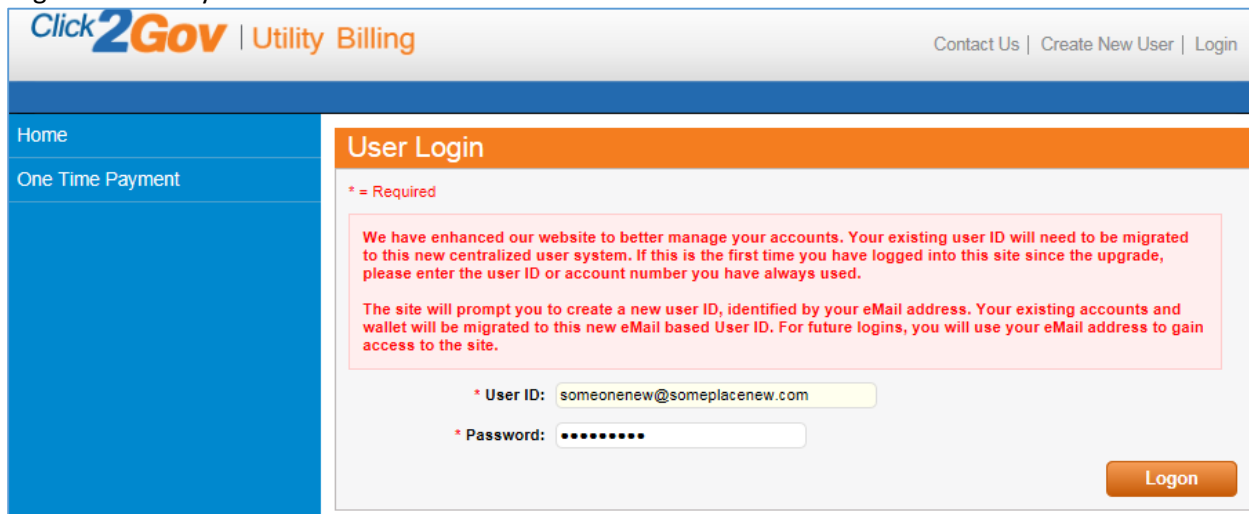 Click2Gov | Utility Billing
Contact Us | Create New User | Login
Home
One Time Payment
User Login
* = Required
We have enhanced our website to better manage your accounts. Your existing user ID will need to be migrated
to this new centralized user system. If this is the first time you have logged into this site since the upgrade,
please enter the user ID or account number you have always used.
The site will prompt you to create a new user ID, identified by your eMail address. Your existing accounts and
wallet will be migrated to this new eMail based User ID. For future logins, you will use your eMail address to gain
access to the site.
* User ID: someonenew@someplacenew.com
* Password: •••••••••
Logon